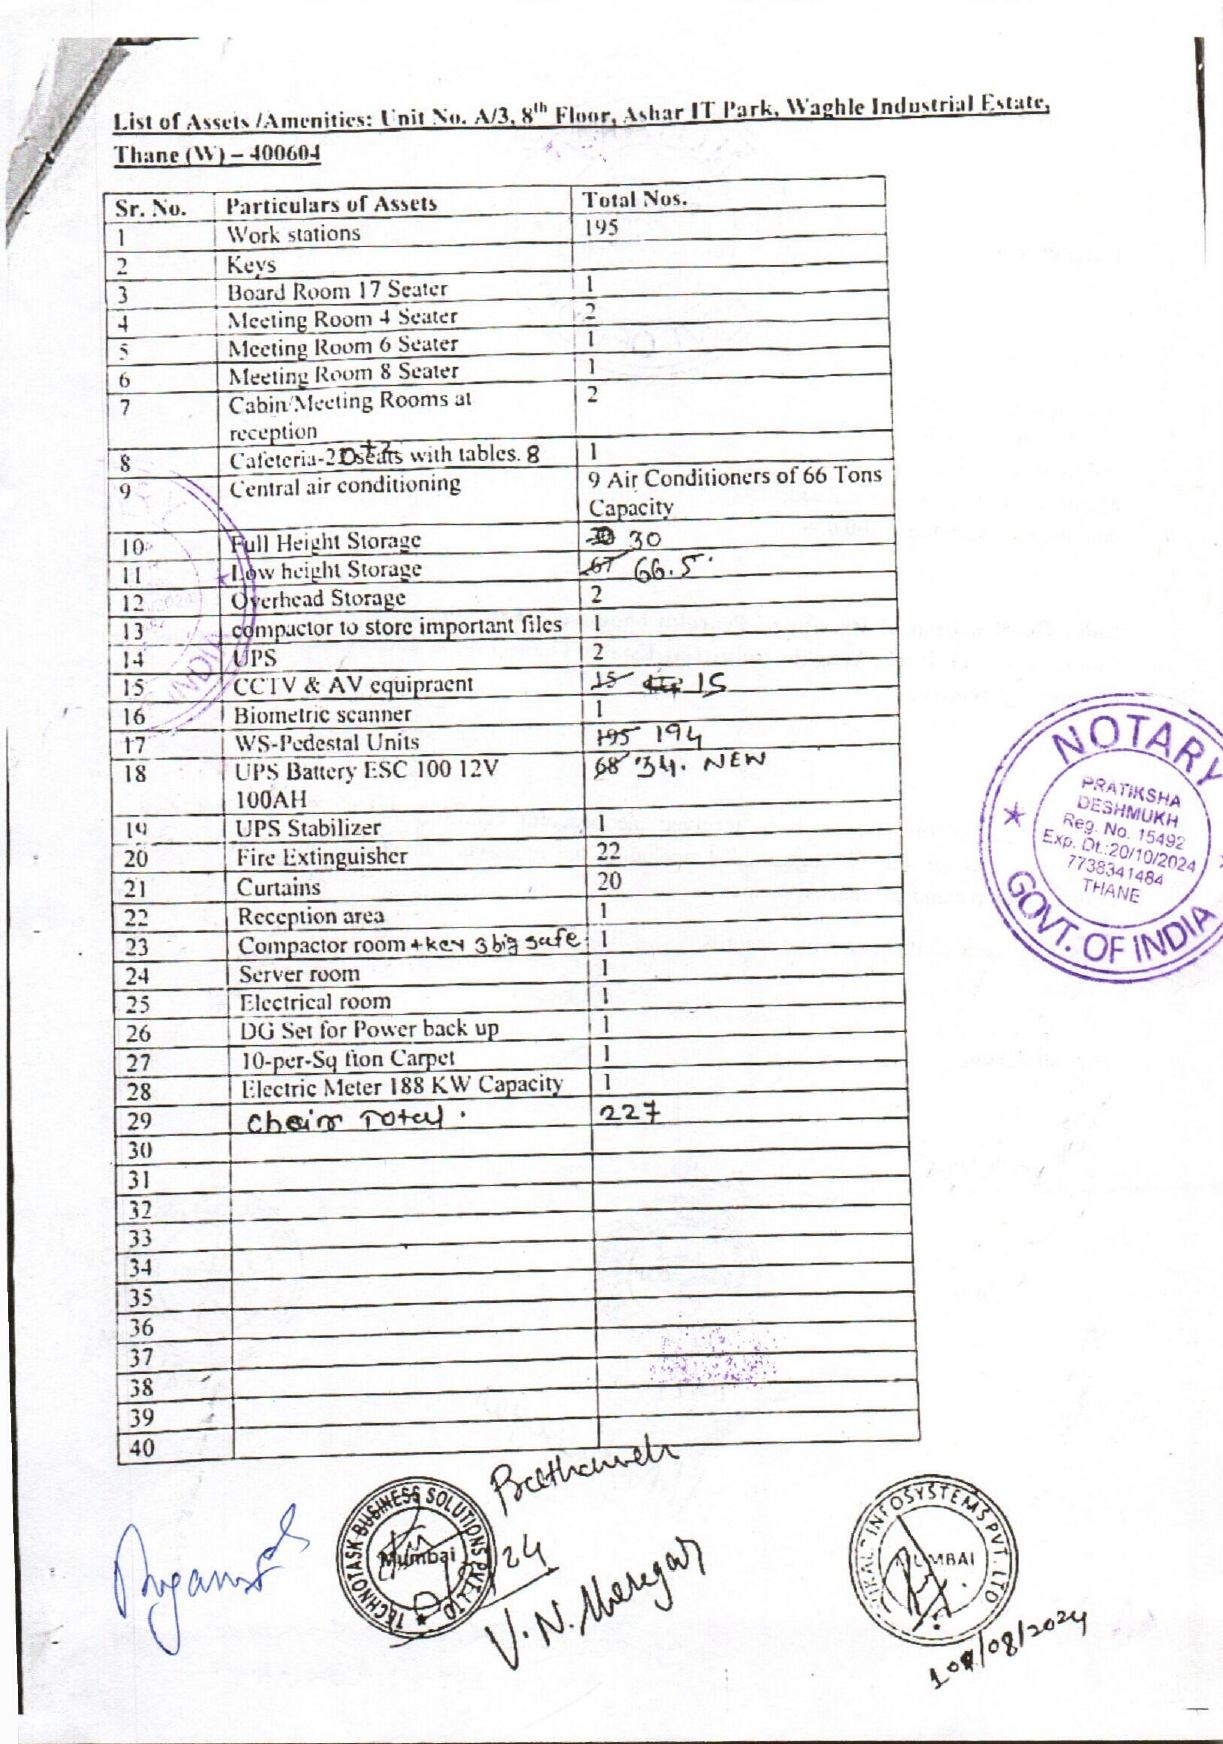 List of Assets /Amenities: Unit No. A/3, 8th Floor, Ashar IT Park, Waghle Industrial Estate,
Thane (W) – 400604
Sr. No. Particulars of Assets Total Nos.
1 Work stations 195
2 Keys
3 Board Room 17 Seater 1
4 Meeting Room 4 Seater 2
5 Meeting Room 6 Seater 1
6 Meeting Room 8 Seater 1
7 Cabin/Meeting Rooms at 2
reception
8 Cafeteria- seats with tables. 8 1
9 Central air conditioning 9 Air Conditioners of 66 Tons
Capacity
10 Full Height Storage 30
11 Low height Storage 67 66.5
12 Overhead Storage 2
13 compactor to store important files 1
14 UPS 2
15 CCTV & AV equipment 15 15
16 Biometric scanner 1
17 WS-Pedestal Units 195 194
18 UPS Battery ESC 100 12V 68 34. NEW
100AH
19 UPS Stabilizer 1
20 Fire Extinguisher 22
21 Curtains 20
22 Reception area 1
23 Compactor room + key 3 big safe 1
24 Server room 1
25 Electrical room 1
26 DG Set for Power back up 1
27 10-per-Sq tion Carpet 1
28 Electric Meter 188 KW Capacity 1
29 Chair Total . 227
30
31
32
33
34
35
36
37
38
39
40
NOTARY
PRATIKSHA
DESHMUKH
Reg. No. 15492
Exp. Dt.:20/10/2024
7738341484
THANE
GOVT. OF INDIA
INDIA
TECHNOTASK BUSINESS SOLUTIONS PVT. LTD
Mumbai
24
INFOSYSTEMS PVT. LTD
MUMBAI
/08/2024